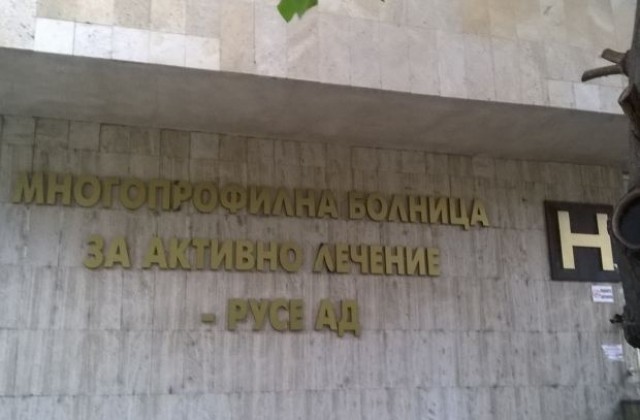 МНОГОПРОФИЛНА БОЛНИЦА
ЗА АКТИВНО ЛЕЧЕНИЕ
- РУСЕ АД
H